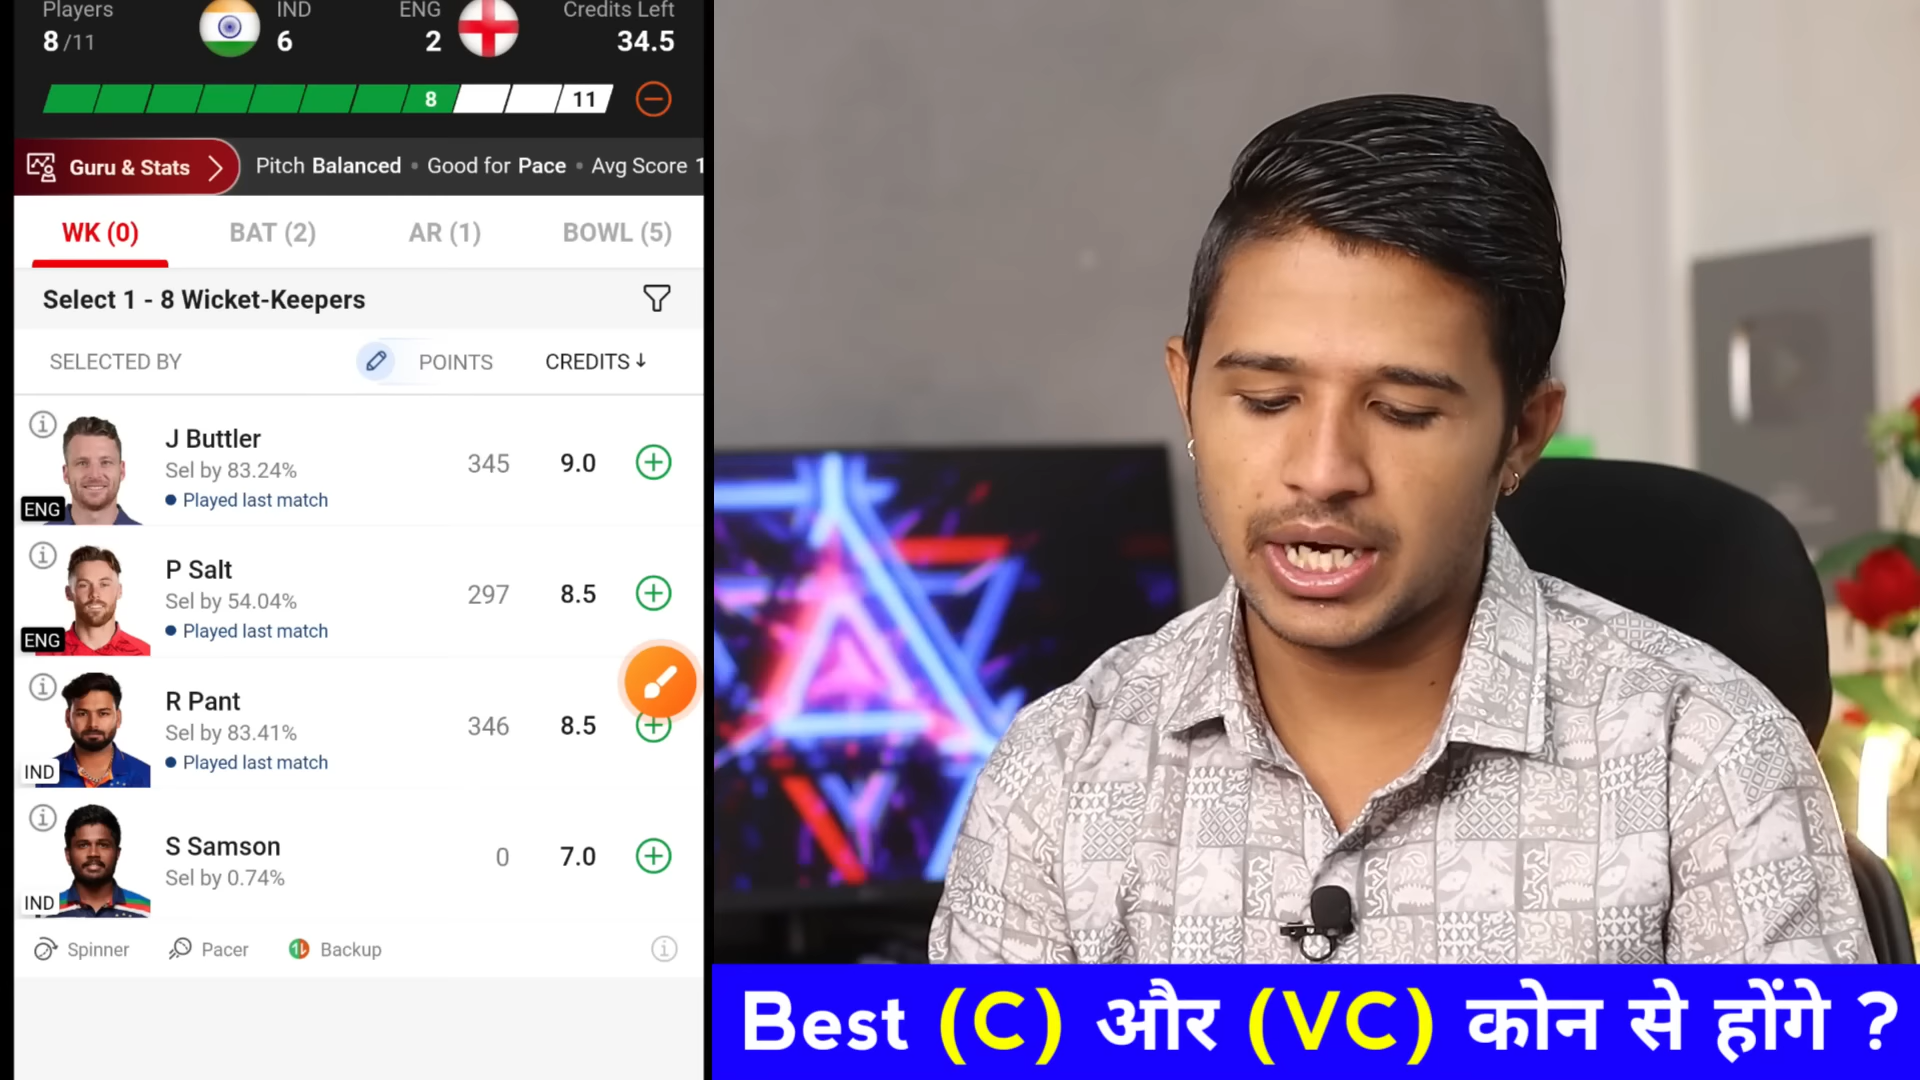 Players IND ENG Credits Left
8/11 6 2 34.5
8 11
Guru & Stats Pitch Balanced • Good for Pace • Avg Score 1
WK (0) BAT (2) AR (1) BOWL (5)
Select 1 - 8 Wicket-Keepers
SELECTED BY POINTS CREDITS↓
J Buttler
Sel by 83.24% 345 9.0
ENG • Played last match
P Salt
Sel by 54.04% 297 8.5
ENG • Played last match
R Pant
Sel by 83.41% 346 8.5
IND • Played last match
S Samson 0 7.0
Sel by 0.74%
IND
Spinner Pacer Backup
Best (C) और (VC) कोन से होंगे ?